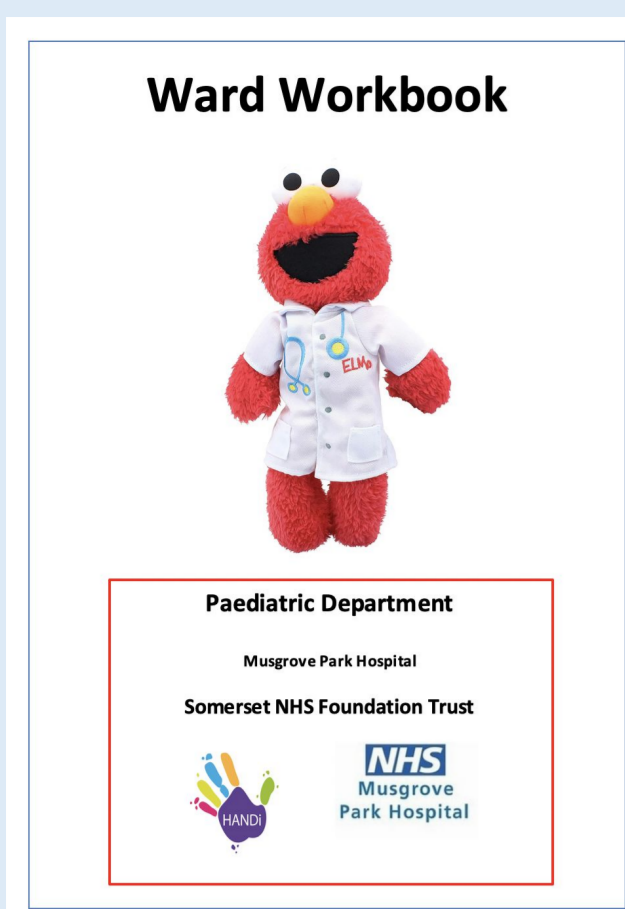 Ward Workbook
ELMo
Paediatric Department
Musgrove Park Hospital
Somerset NHS Foundation Trust
HANDi
NHS
Musgrove
Park Hospital